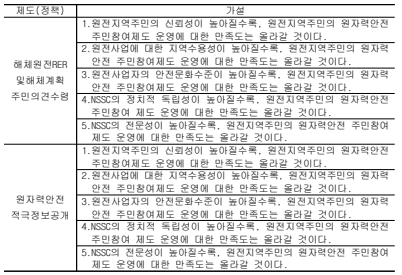 제도(정책) 가설
해체원전RER
및해체계획
주민의견수렴
1.원전지역주민의 신뢰성이 높아질수록, 원전지역주민의 원자력안전
주민참여제도 운영에 대한 만족도는 올라갈 것이다.
2.원전사업에 대한 지역수용성이 높아질수록, 원전지역주민의 원자력
안전 주민참여제도 운영에 대한 만족도는 올라갈 것이다.
3.원전사업자의 안전문화수준이 높아질수록, 원전지역주민의 원자력
안전 주민참여 제도 운영에 대한 만족도는 올라갈 것이다.
4.NSSC의 정치적 독립성이 높아질수록, 원전지역주민의 원자력안전
주민참여 제도 운영에 대한 만족도는 올라갈 것이다.
5.NSSC의 전문성이 높아질수록, 원전지역주민의 원자력안전 주민참여
제도 운영에 대한 만족도는 올라갈 것이다.
원자력안전
적극정보공개
1.원전지역주민의 신뢰성이 높아질수록, 원전지역주민의 원자력안전
주민참여제도 운영에 대한 만족도는 올라갈 것이다.
2.원전사업에 대한 지역수용성이 높아질수록, 원전지역주민의 원자력
안전 주민참여제도 운영에 대한 만족도는 올라갈 것이다.
3.원전사업자의 안전문화수준이 높아질수록, 원전지역주민의 원자력
안전 주민참여 제도 운영에 대한 만족도는 올라갈 것이다.
4.NSSC의 정치적 독립성이 높아질수록, 원전지역주민의 원자력안전
주민참여 제도 운영에 대한 만족도는 올라갈 것이다.
5.NSSC의 전문성이 높아질수록, 원전지역주민의 원자력안전 주민참여
제도 운영에 대한 만족도는 올라갈 것이다.